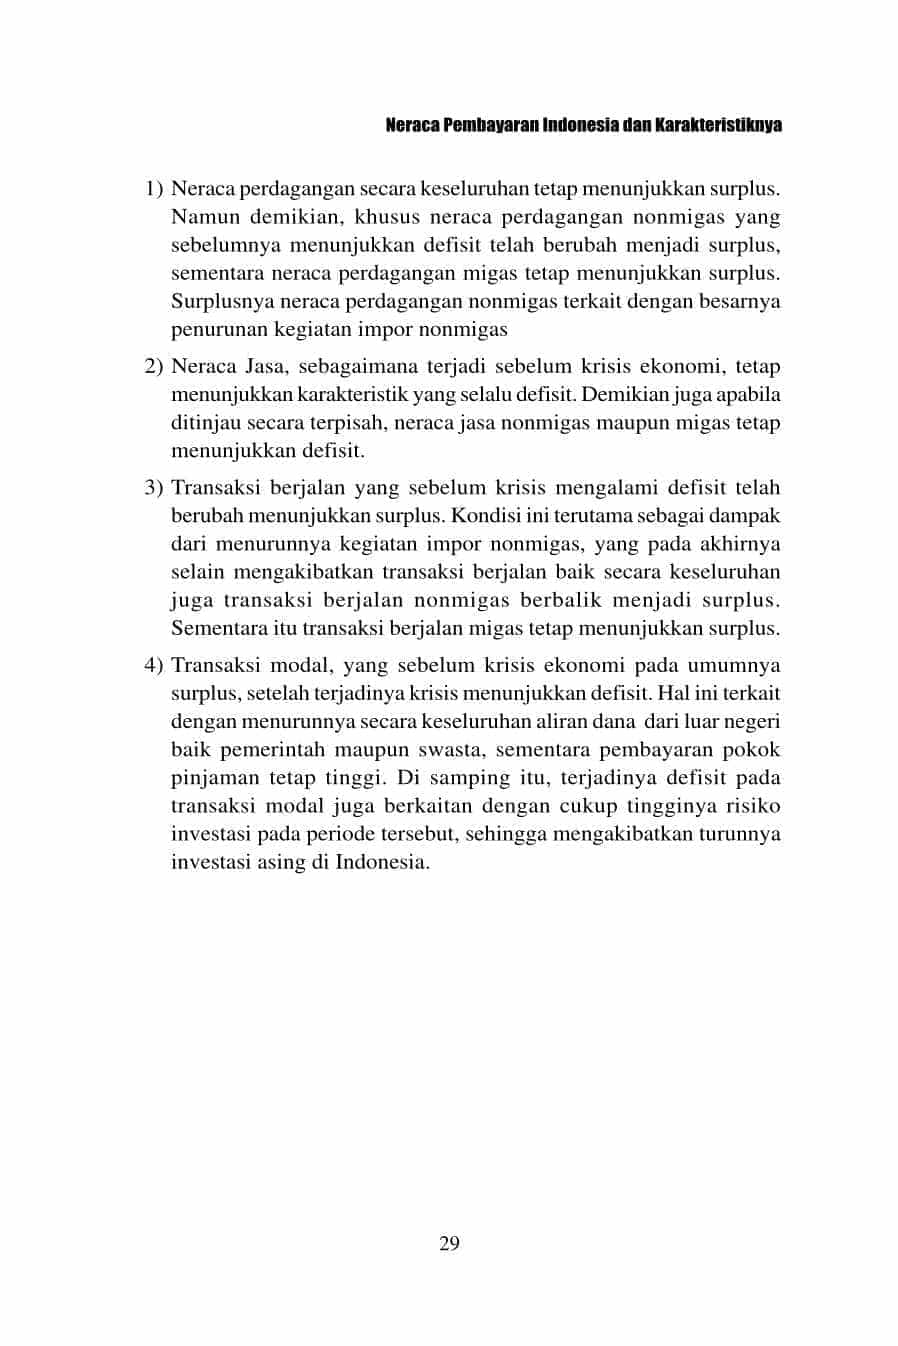 Neraca Pembayaran Indonesia dan Karakteristiknya
1) Neraca perdagangan secara keseluruhan tetap menunjukkan surplus.
Namun demikian, khusus neraca perdagangan nonmigas yang
sebelumnya menunjukkan defisit telah berubah menjadi surplus,
sementara neraca perdagangan migas tetap menunjukkan surplus.
Surplusnya neraca perdagangan nonmigas terkait dengan besarnya
penurunan kegiatan impor nonmigas
2) Neraca Jasa, sebagaimana terjadi sebelum krisis ekonomi, tetap
menunjukkan karakteristik yang selalu defisit. Demikian juga apabila
ditinjau secara terpisah, neraca jasa nonmigas maupun migas tetap
menunjukkan defisit.
3) Transaksi berjalan yang sebelum krisis mengalami defisit telah
berubah menunjukkan surplus. Kondisi ini terutama sebagai dampak
dari menurunnya kegiatan impor nonmigas, yang pada akhirnya
selain mengakibatkan transaksi berjalan baik secara keseluruhan
juga transaksi berjalan nonmigas berbalik menjadi surplus.
Sementara itu transaksi berjalan migas tetap menunjukkan surplus.
4) Transaksi modal, yang sebelum krisis ekonomi pada umumnya
surplus, setelah terjadinya krisis menunjukkan defisit. Hal ini terkait
dengan menurunnya secara keseluruhan aliran dana dari luar negeri
baik pemerintah maupun swasta, sementara pembayaran pokok
pinjaman tetap tinggi. Di samping itu, terjadinya defisit pada
transaksi modal juga berkaitan dengan cukup tingginya risiko
investasi pada periode tersebut, sehingga mengakibatkan turunnya
investasi asing di Indonesia.
29